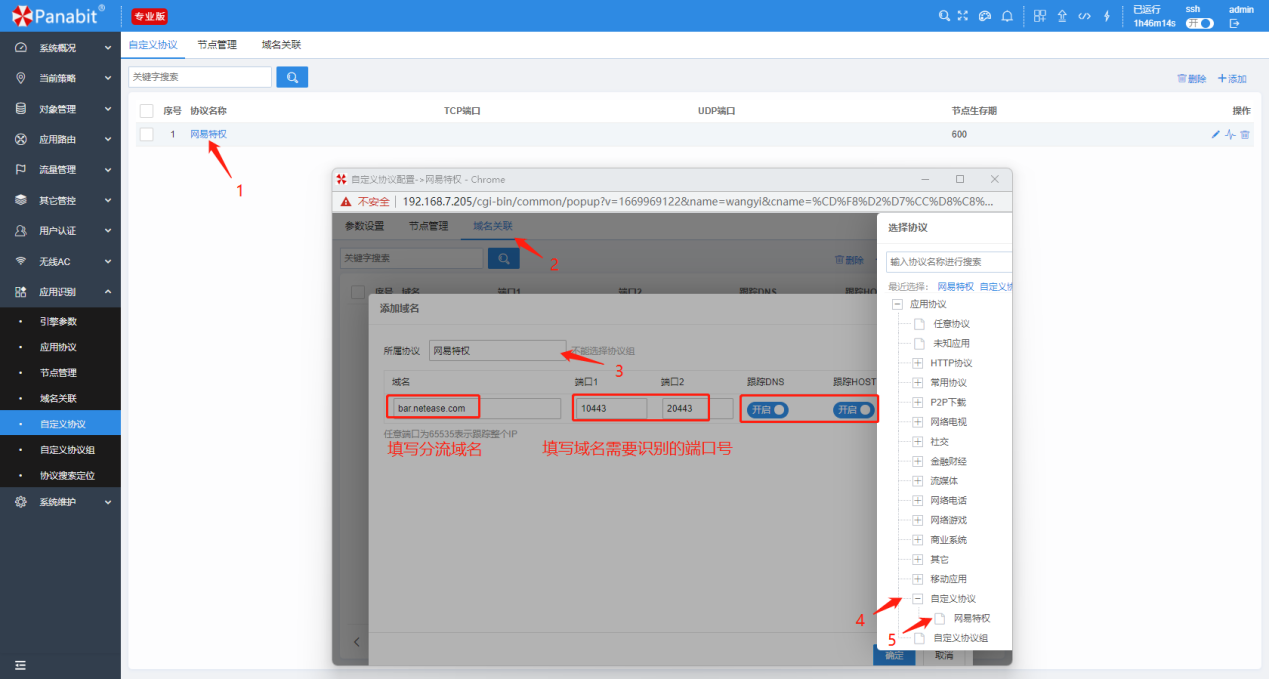 Panabit®
专业版
已运行
1h46m14s
ssh
开
admin
系统概况
当前策略
对象管理
应用路由
流量管理
其它管控
用户认证
无线AC
应用识别
引擎参数
应用协议
节点管理
域名关联
自定义协议
自定义协议组
协议搜索定位
系统维护
自定义协议 节点管理 域名关联
关键字搜索
删除 +添加
序号 协议名称 TCP端口 UDP端口 节点生存期 操作
1 网易特权 600
1
自定义协议配置->网易特权 - Chrome
不安全 | 192.168.7.205/cgi-bin/common/popup?v=1669969122&name=wangyi&cname=%CD%F8%D2%D7%CC%D8%C8%...
参数设置 节点管理 域名关联
2
关键字搜索
删除
序号 域名 端口1 端口2 跟踪DNS 跟踪HO
添加域名
所属协议 网易特权 不能选择协议组
3
域名 端口1 端口2 跟踪DNS 跟踪HOST
bar.netease.com 10443 20443 开启 开启
任意端口为65535表示跟踪整个IP
填写分流域名 填写域名需要识别的端口号
确定 取消
选择协议
输入协议名称进行搜索
最近选择: 网易特权 自定义协
应用协议
任意协议
未知应用
HTTP协议
常用协议
P2P下载
网络电视
社交
金融财经
流媒体
网络电话
网络游戏
商业系统
其它
移动应用
自定义协议
4
网易特权
5
自定义协议组